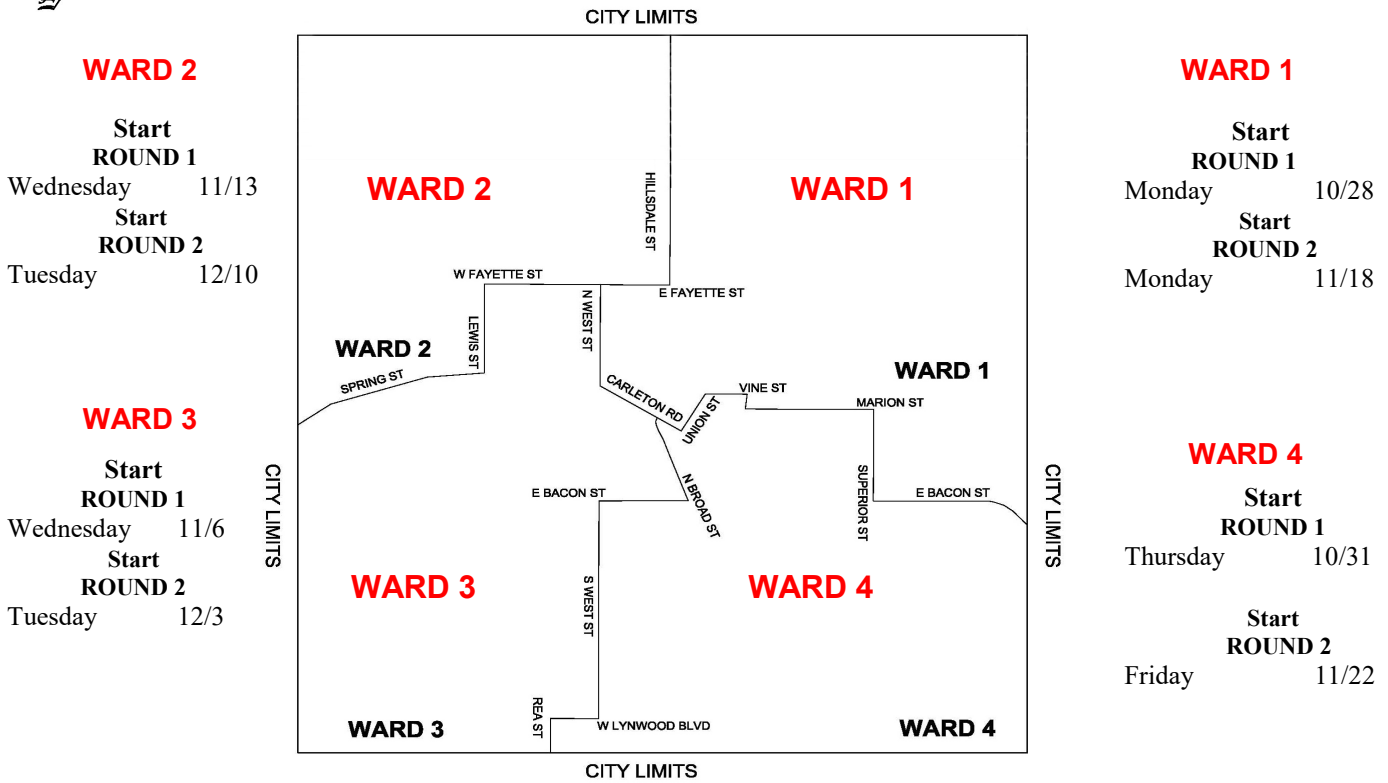 CITY LIMITS
WARD 2
Start
ROUND 1
Wednesday 11/13
Start
ROUND 2
Tuesday 12/10
WARD 3
Start
ROUND 1
Wednesday 11/6
Start
ROUND 2
Tuesday 12/3
CITY LIMITS
WARD 2
WARD 1
HILLSDALE ST
W FAYETTE ST
E FAYETTE ST
N WEST ST
LEWIS ST
WARD 2
SPRING ST
CARLETON RD
UNION ST
VINE ST
WARD 1
MARION ST
N BROAD ST
E BACON ST
SUPERIOR ST
E BACON ST
WARD 3
S WEST ST
WARD 4
REA ST
W LYNWOOD BLVD
WARD 3
WARD 4
CITY LIMITS
CITY LIMITS
WARD 1
Start
ROUND 1
Monday 10/28
Start
ROUND 2
Monday 11/18
WARD 4
Start
ROUND 1
Thursday 10/31
Start
ROUND 2
Friday 11/22